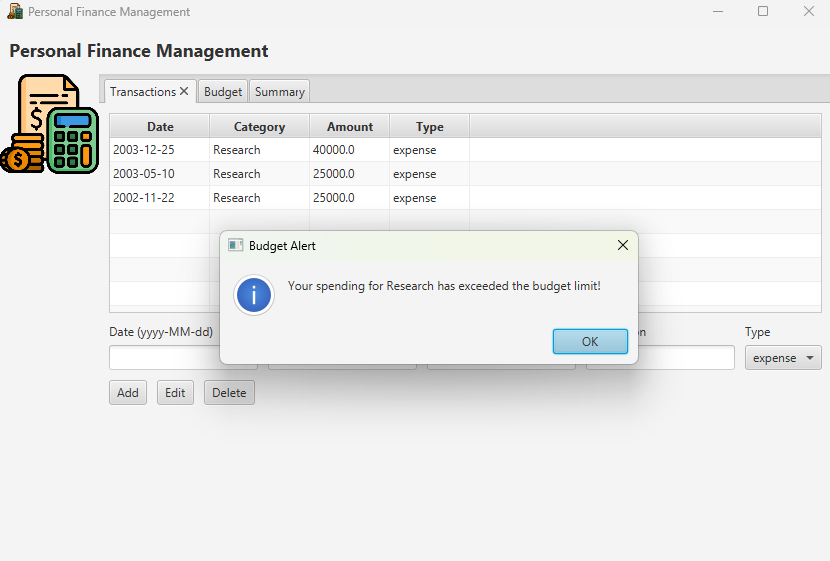 Personal Finance Management
Personal Finance Management
Transactions Budget Summary
Date Category Amount Type
2003-12-25 Research 40000.0 expense
2003-05-10 Research 25000.0 expense
2002-11-22 Research 25000.0 expense
Budget Alert
Your spending for Research has exceeded the budget limit!
OK
Date (yyyy-MM-dd) Type
expense
Add Edit Delete